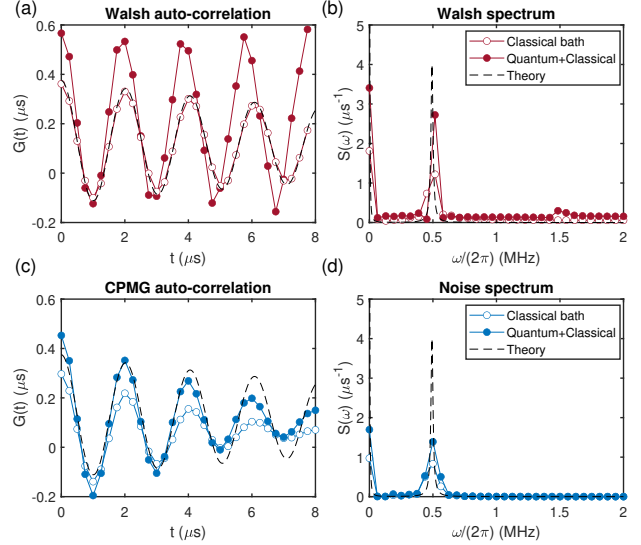 (a) Walsh auto-correlation
0.6
0.4
0.2
0
-0.2
G(t) (μs)
0 2 4 6 8
t (μs)
(b) Walsh spectrum
5
4
3
2
1
0
S(ω) (μs⁻¹)
Classical bath
Quantum+Classical
Theory
0 0.5 1 1.5 2
ω/(2π) (MHz)
(c) CPMG auto-correlation
0.6
0.4
0.2
0
-0.2
G(t) (μs)
0 2 4 6 8
t (μs)
(d) Noise spectrum
5
4
3
2
1
0
S(ω) (μs⁻¹)
Classical bath
Quantum+Classical
Theory
0 0.5 1 1.5 2
ω/(2π) (MHz)